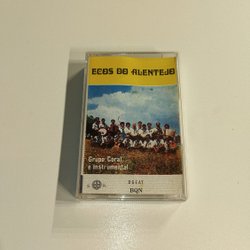 ECOS DO ALENTEJO
Grupo Coral
e Instrumental
BQN